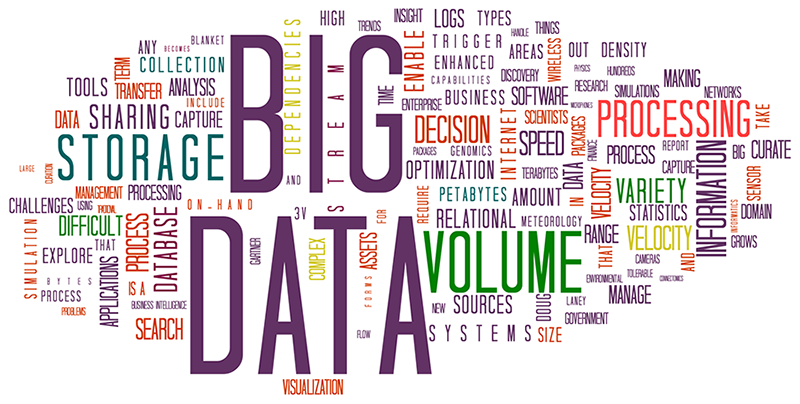 BIG
DATA
VOLUME
STORAGE
PROCESSING
HIGH
TRENDS
INSIGHT
LOGS
TYPES
HANDLE
THINGS
ANY
BECOMES
BLANKET
COLLECTION
TERM
TOOLS
TRANSFER
ANALYSIS
INCLUDE
DATA
SHARING
CAPTURE
DEPENDENCIES
STREAM
TIME
ENABLE
TRIGGER
ENHANCED
CAPABILITIES
AREAS
WIRELESS
OUT
DENSITY
PHYSICS
HUNDREDS
DISCOVERY
RESEARCH
SIMULATIONS
MAKING
NETWORKS
ENTERPRISE
BUSINESS
SOFTWARE
MICROPHONES
DECISION
INTERNET
SCIENTISTS
SPEED
PACKAGES
TAKE
PACKAGES
GENOMICS
OPTIMIZATION
TERABYTES
IN
DATA
FINANCE
PROCESS
REPORT
CAPTURE
INFORMATION
BIG
CURATE
LARGE
CURATION
AND
MANAGEMENT
PROCESSING
ON-HAND
PETABYTES
AMOUNT
VELOCITY
VARIETY
STATISTICS
SENSOR
DOMAIN
INFORMATICS
CHALLENGES
USING
DIFFICULT
PROCESS
DATABASE
3V
REQUIRE
RELATIONAL
METEOROLOGY
RANGE
VELOCITY
GROWS
SIMULATION
EXPLORE
THAT
GARTNER
COMPLEX
ASSETS
FOR
THAT
CAMERAS
AND
BYTES
APPLICATIONS
IS A
FORMS
ENVIRONMENTAL
TOLERABLE
CONNECTOMICS
PROCESS
BUSINESS INTELLIGENCE
NEW
SOURCES
DOUG
LANEY
MANAGE
PROBLEMS
SEARCH
FLOW
SYSTEMS
SIZE
GOVERNMENT
VISUALIZATION